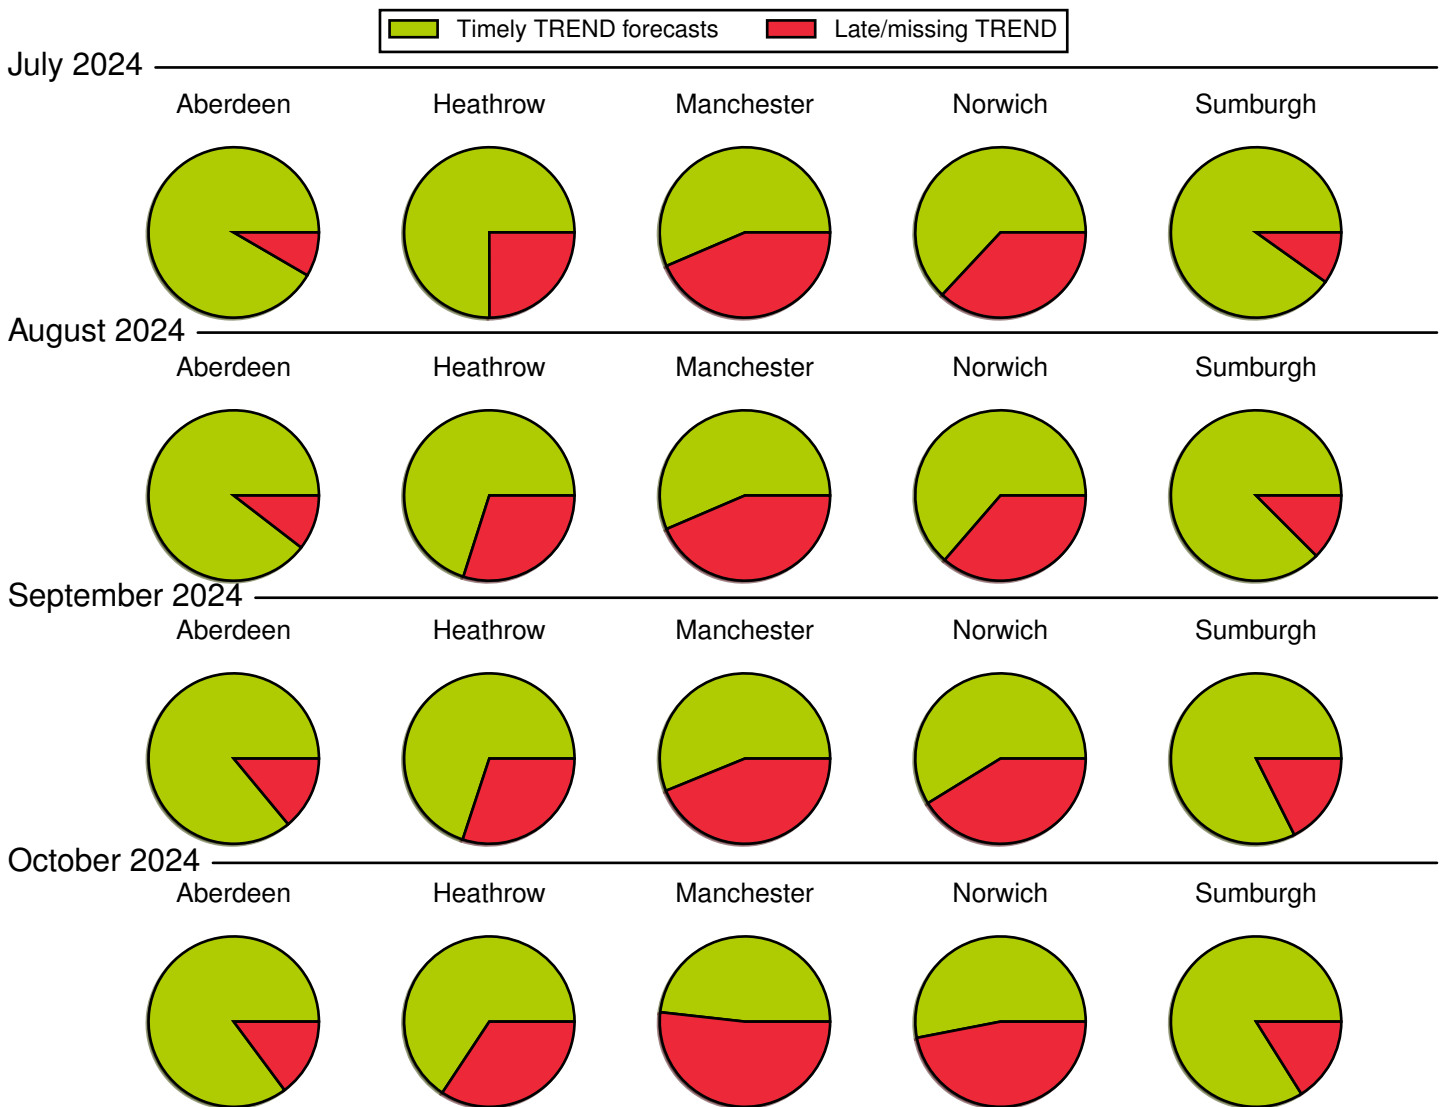 Timely TREND forecasts Late/missing TREND
July 2024
Aberdeen Heathrow Manchester Norwich Sumburgh
August 2024
Aberdeen Heathrow Manchester Norwich Sumburgh
September 2024
Aberdeen Heathrow Manchester Norwich Sumburgh
October 2024
Aberdeen Heathrow Manchester Norwich Sumburgh